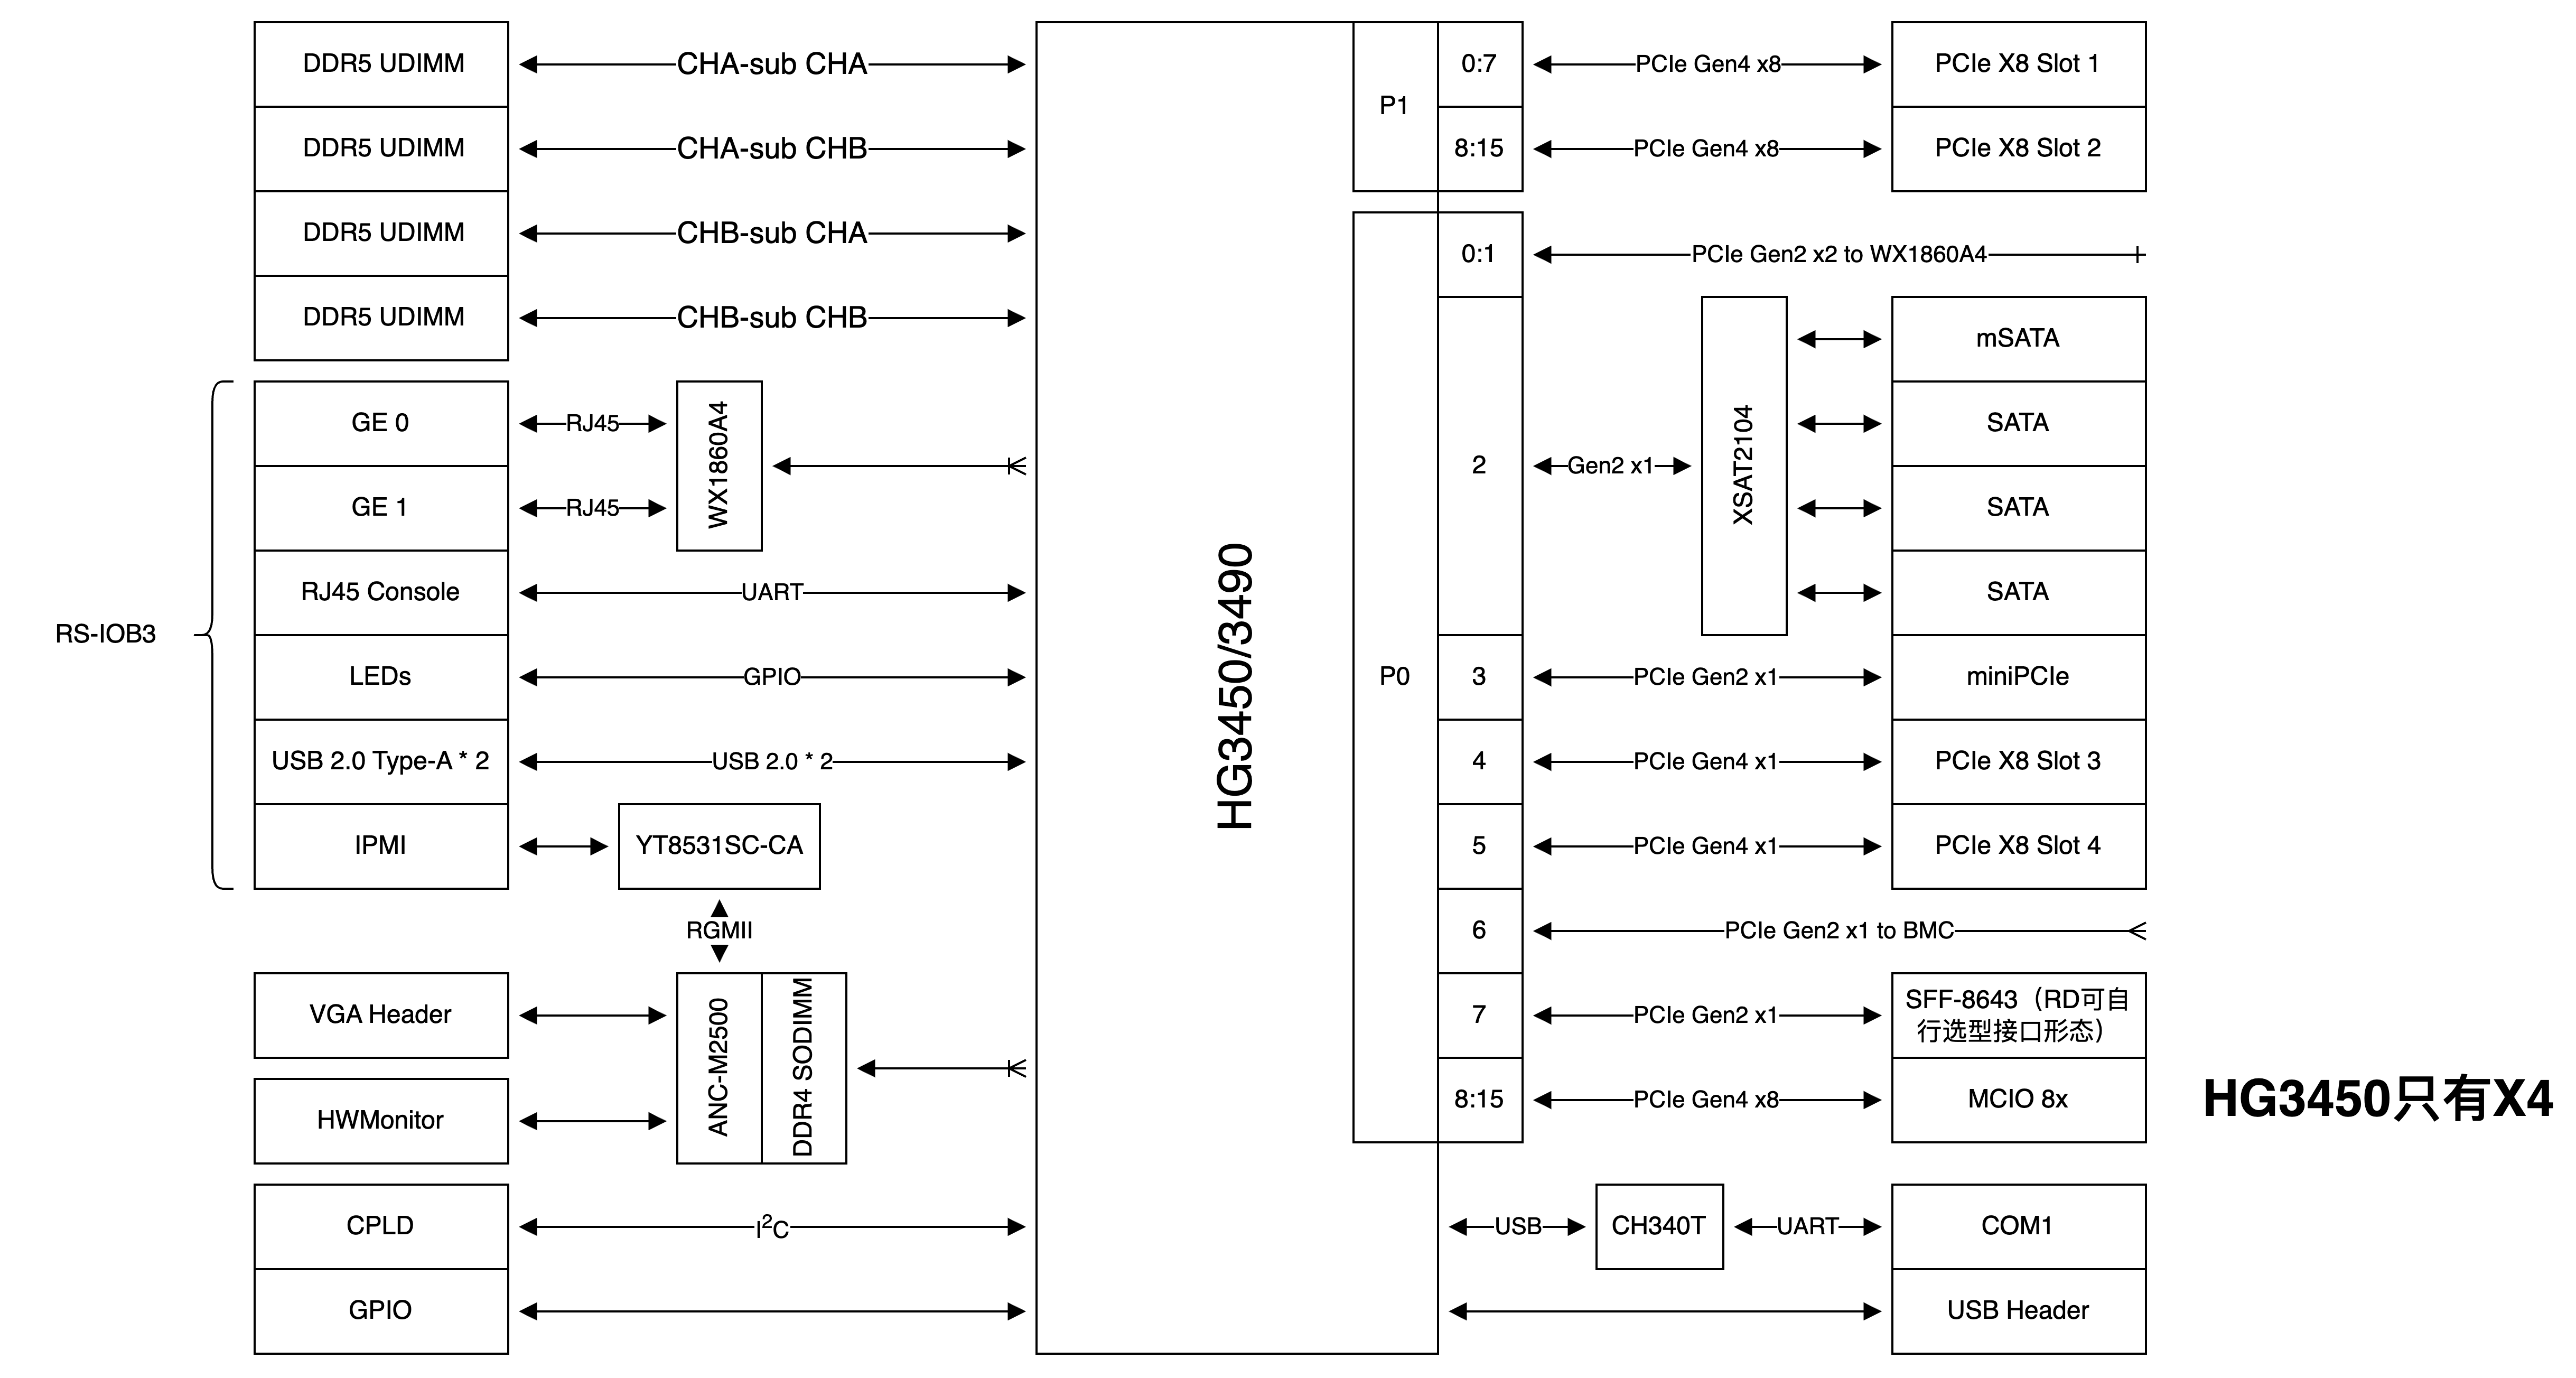 DDR5 UDIMM
CHA-sub CHA
DDR5 UDIMM
CHA-sub CHB
DDR5 UDIMM
CHB-sub CHA
DDR5 UDIMM
CHB-sub CHB
RS-IOB3
GE 0
RJ45
GE 1
RJ45
WX1860A4
RJ45 Console
UART
LEDs
GPIO
USB 2.0 Type-A * 2
USB 2.0 * 2
IPMI
YT8531SC-CA
RGMII
VGA Header
HWMonitor
ANC-M2500
DDR4 SODIMM
CPLD
I²C
GPIO
HG3450/3490
P1
0:7
PCIe Gen4 x8
PCIe X8 Slot 1
8:15
PCIe Gen4 x8
PCIe X8 Slot 2
P0
0:1
PCIe Gen2 x2 to WX1860A4
2
Gen2 x1
XSAT2104
mSATA
SATA
SATA
SATA
3
PCIe Gen2 x1
miniPCIe
4
PCIe Gen4 x1
PCIe X8 Slot 3
5
PCIe Gen4 x1
PCIe X8 Slot 4
6
PCIe Gen2 x1 to BMC
7
PCIe Gen2 x1
SFF-8643（RD可自
行选型接口形态）
8:15
PCIe Gen4 x8
MCIO 8x
HG3450只有X4
USB
CH340T
UART
COM1
USB Header